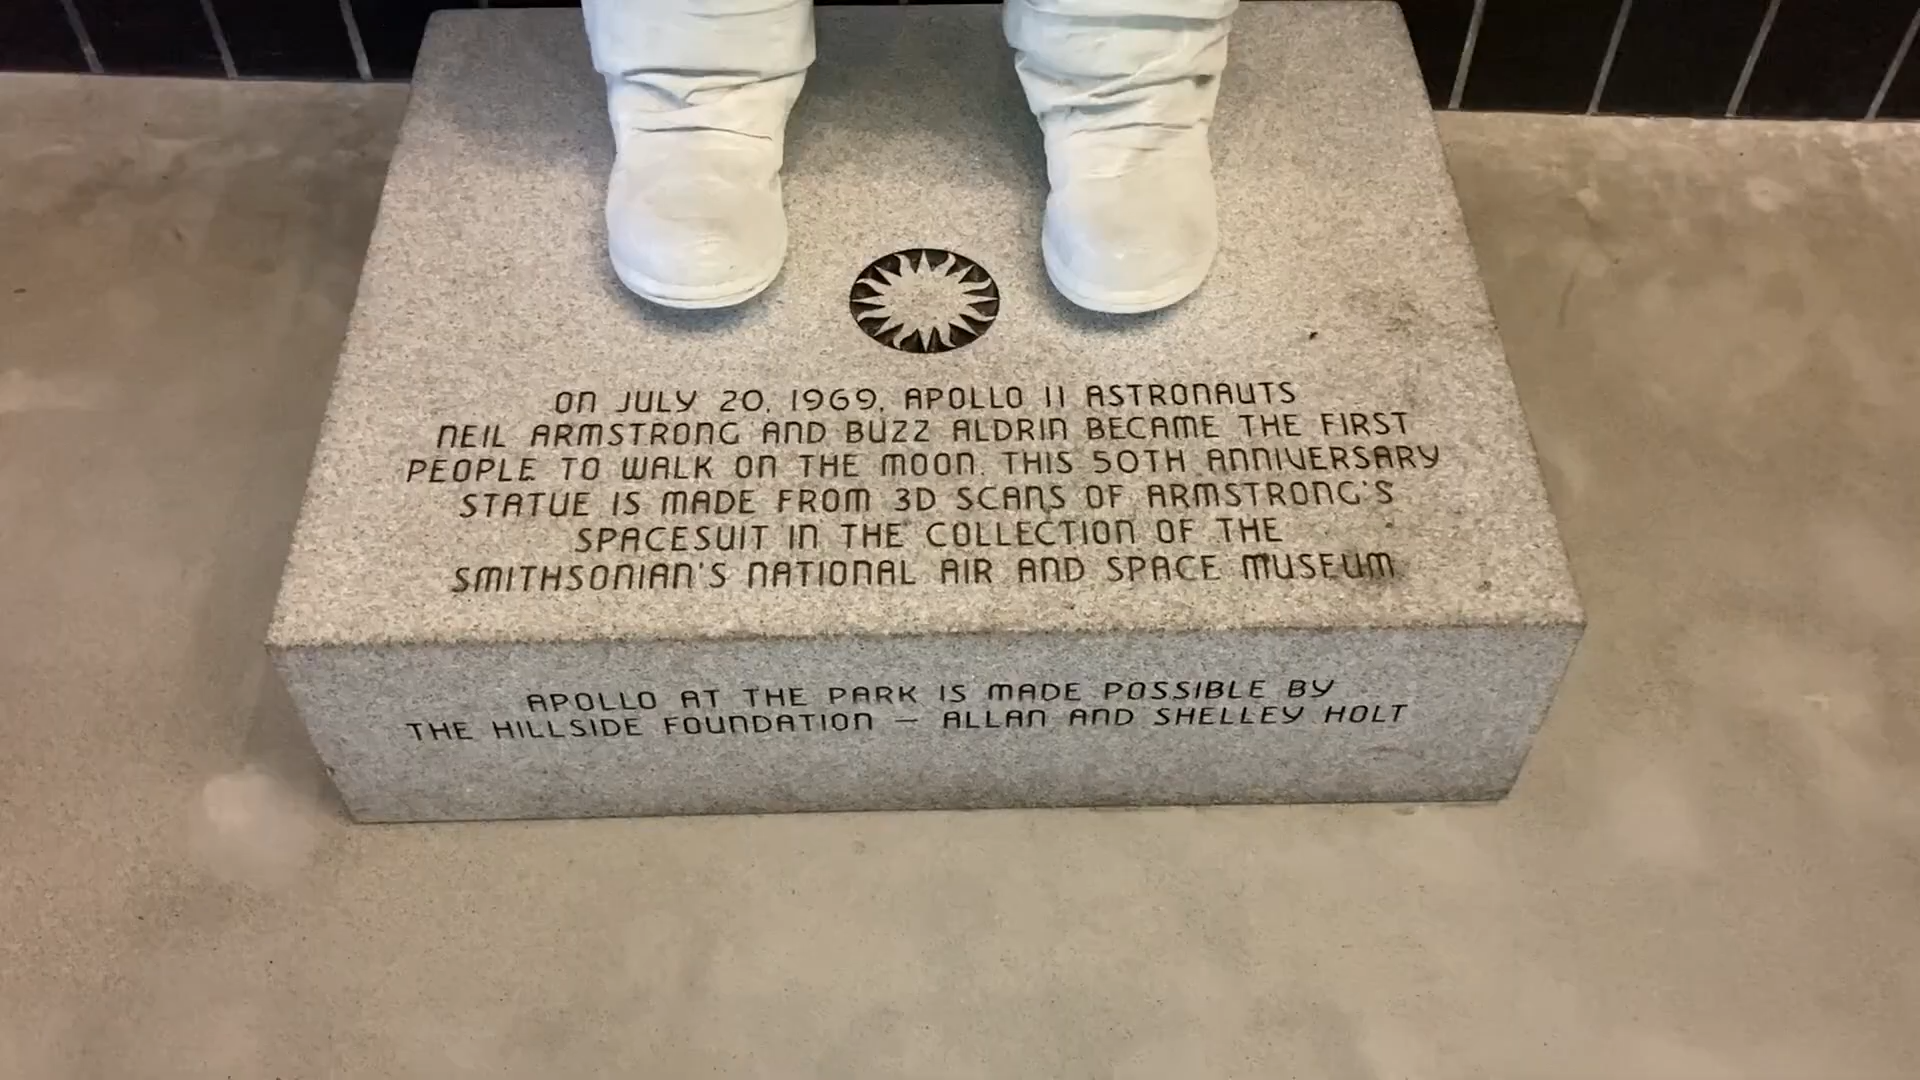 ON JULY 20, 1969, APOLLO 11 ASTRONAUTS
NEIL ARMSTRONG AND BUZZ ALDRIN BECAME THE FIRST
PEOPLE TO WALK ON THE MOON. THIS 50TH ANNIVERSARY
STATUE IS MADE FROM 3D SCANS OF ARMSTRONG'S
SPACESUIT IN THE COLLECTION OF THE
SMITHSONIAN'S NATIONAL AIR AND SPACE MUSEUM.
APOLLO AT THE PARK IS MADE POSSIBLE BY
THE HILLSIDE FOUNDATION – ALLAN AND SHELLEY HOLT